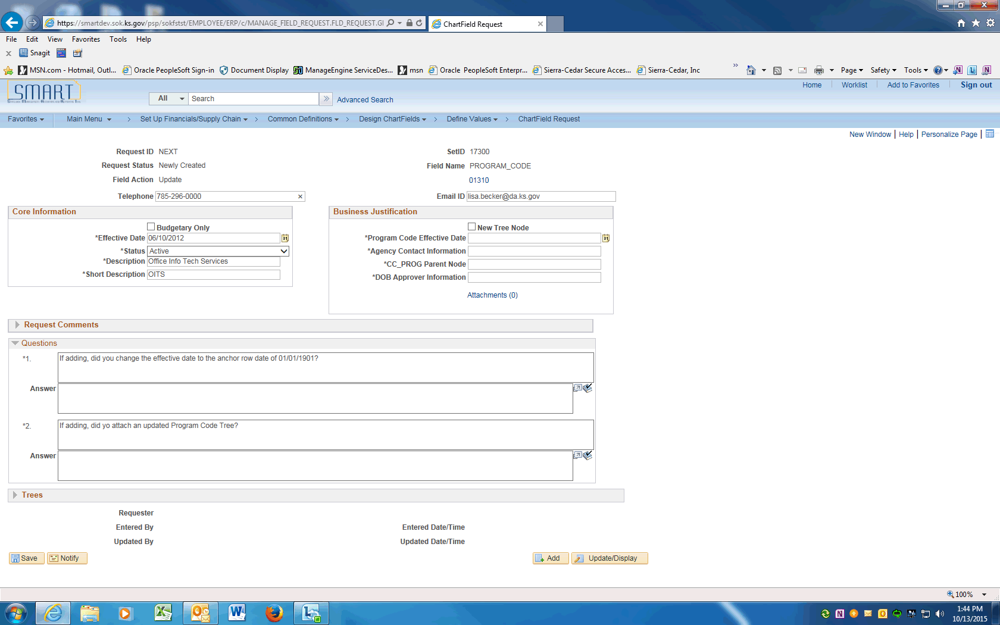 https://smartdev.sok.ks.gov/psp/sokfstst/EMPLOYEE/ERP/c/MANAGE_FIELD_REQUEST.FLD_REQUEST.GI
ChartField Request
File Edit View Favorites Tools Help
x Snagit
MSN.com - Hotmail, Outl... Oracle PeopleSoft Sign-in Document Display ManageEngine ServiceDes... msn Oracle PeopleSoft Enterpr... Sierra-Cedar Secure Acces... Sierra-Cedar, Inc » Page Safety Tools
SMART
Home Worklist Add to Favorites Sign out
All Search » Advanced Search
Favorites Main Menu > Set Up Financials/Supply Chain > Common Definitions > Design ChartFields > Define Values > ChartField Request
New Window | Help | Personalize Page |
Request ID NEXT SetID 17300
Request Status Newly Created Field Name PROGRAM_CODE
Field Action Update 01310
Telephone 785-296-0000 × Email ID lisa.becker@da.ks.gov
Core Information
Budgetary Only
*Effective Date 06/10/2012 31
*Status Active
*Description Office Info Tech Services
*Short Description OITS
Business Justification
New Tree Node
*Program Code Effective Date 31
*Agency Contact Information
*CC_PROG Parent Node
*DOB Approver Information
Attachments (0)
Request Comments
Questions
*1. If adding, did you change the effective date to the anchor row date of 01/01/1901?
Answer
*2. If adding, did yo attach an updated Program Code Tree?
Answer
Trees
Requester
Entered By Entered Date/Time
Updated By Updated Date/Time
Save Notify Add Update/Display
100%
1:44 PM
10/13/2015